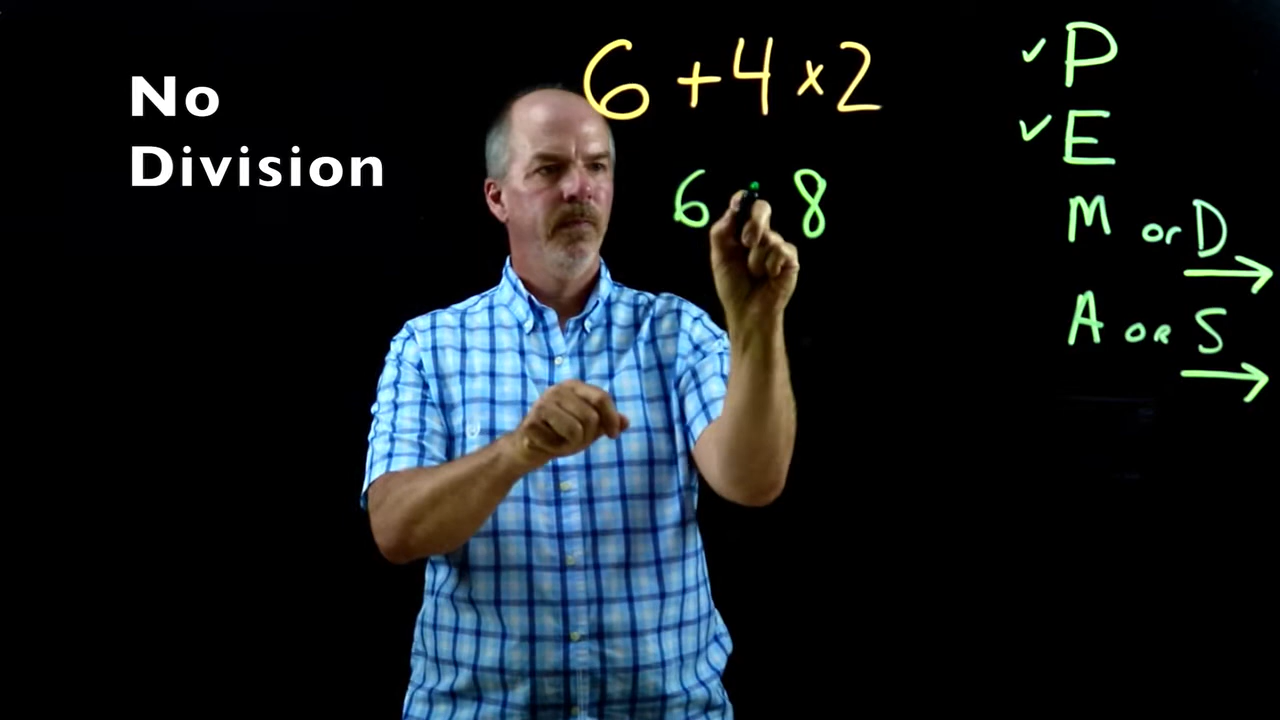 No
Division
6 + 4 × 2
6 8
✓ P
✓ E
M or D
→
A OR S
→